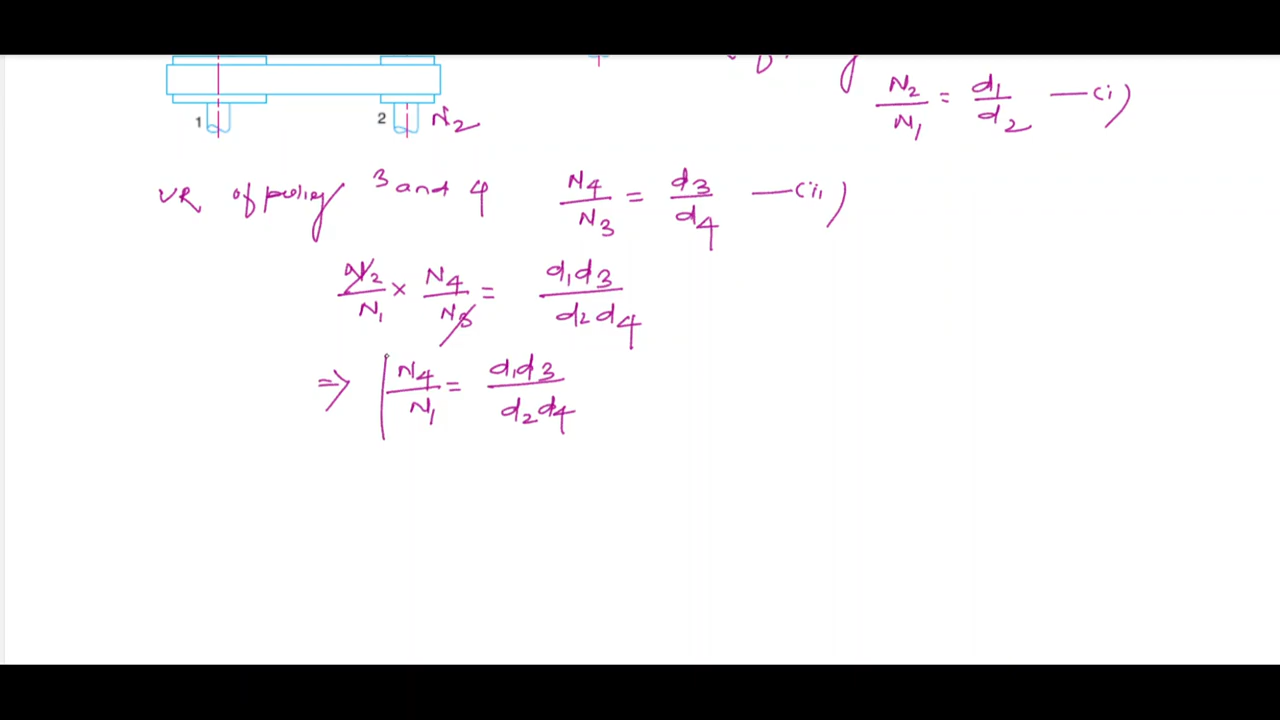 N2/N1 = d1/d2 —(i)
1 2 N2
VR of pulley 3 and 4 N4/N3 = d3/d4 —(ii)
N2/N1 × N4/N3 = d1d3/d2d4
⇒ N4/N1 = d1d3/d2d4